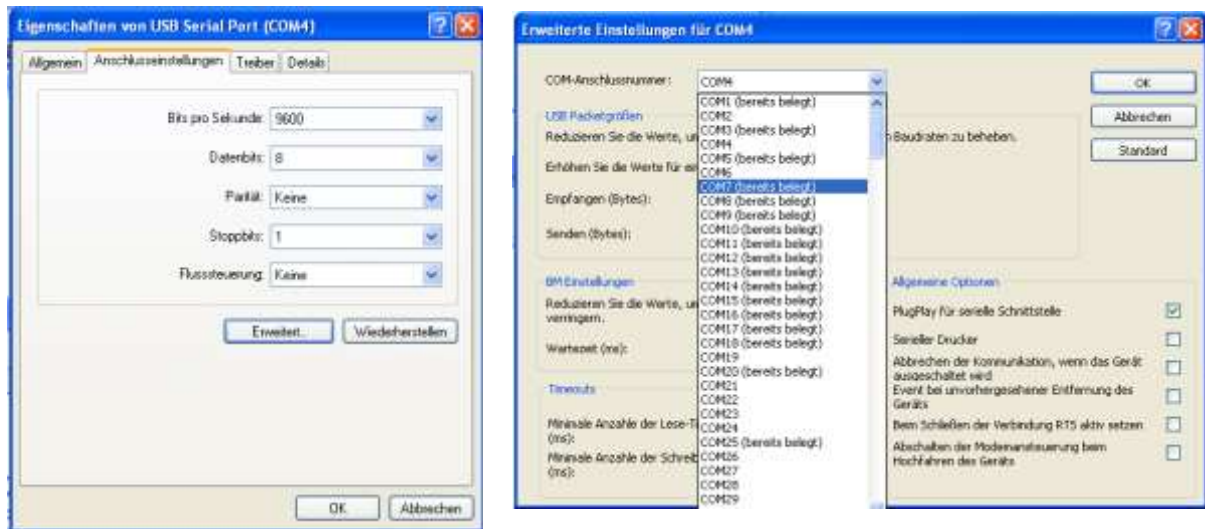 Eigenschaften von USB Serial Port (COM4)
Allgemein Anschlusseinstellungen Treiber Details
Bits pro Sekunde: 9600
Datenbits: 8
Parität: Keine
Stoppbits: 1
Flusssteuerung: Keine
Erweitert... Wiederherstellen
OK Abbrechen
Erweiterte Einstellungen für COM4
COM-Anschlussnummer: COM4
OK
Abbrechen
Standard
COM1 (bereits belegt)
COM2
COM3 (bereits belegt)
COM4
COM5 (bereits belegt)
COM6
COM7 (bereits belegt)
COM8 (bereits belegt)
COM9 (bereits belegt)
COM10 (bereits belegt)
COM11 (bereits belegt)
COM12 (bereits belegt)
COM13 (bereits belegt)
COM14 (bereits belegt)
COM15 (bereits belegt)
COM16 (bereits belegt)
COM17 (bereits belegt)
COM18 (bereits belegt)
COM19
COM20 (bereits belegt)
COM21
COM22
COM23
COM24
COM25 (bereits belegt)
COM26
COM27
COM28
COM29
USB Packetgrößen
Reduzieren Sie die Werte, Baudraten zu beheben.
Erhöhen Sie die Werte für
Empfangen (Bytes):
Senden (Bytes):
BM Einstellungen
Reduzieren Sie die Werte,
verringern.
Wartezeit (ms):
Timeouts
Minimale Anzahle der
(ms):
Minimale Anzahle der
(ms):
Allgemeine Optionen
PlugPlay für serielle Schnittstelle
Serieller Drucker
Abbrechen der Kommunikation, wenn das Gerät
ausgeschaltet wird
Event bei unvorhergesehener Entfernung des
Geräts
Beim Schließen der Verbindung RTS aktiv setzen
Abschalten der Modemansteuerung beim
Hochfahren des Geräts